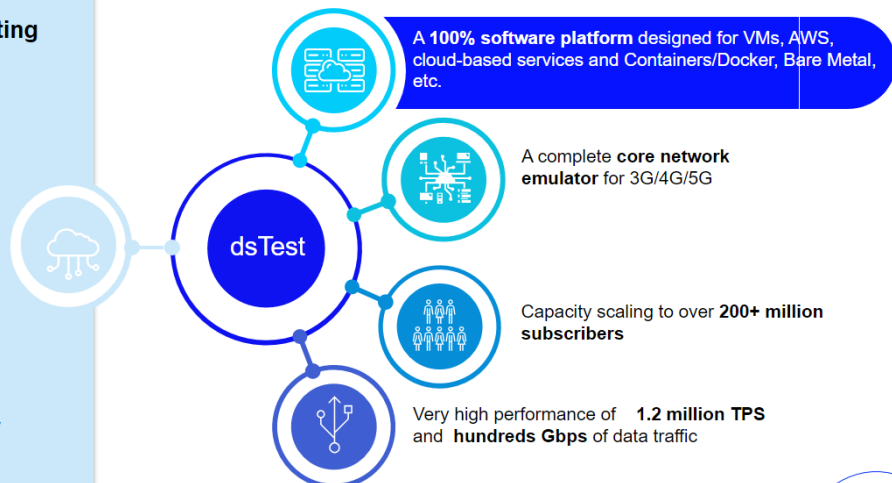 ting
A 100% software platform designed for VMs, AWS,
cloud-based services and Containers/Docker, Bare Metal,
etc.
A complete core network
emulator for 3G/4G/5G
dsTest
Capacity scaling to over 200+ million
subscribers
Very high performance of 1.2 million TPS
and hundreds Gbps of data traffic